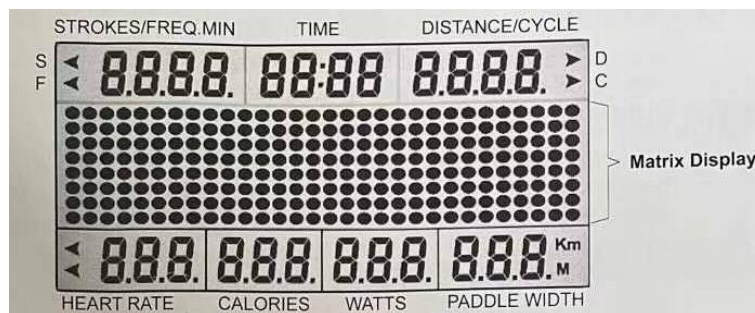 STROKES/FREQ.MIN TIME DISTANCE/CYCLE
S 8.8.8.8. 88:88 8.8.8.8. D
F C
Matrix Display
8.8.8. 8.8.8. 8.8.8. 8.8.8. Km
M
HEART RATE CALORIES WATTS PADDLE WIDTH